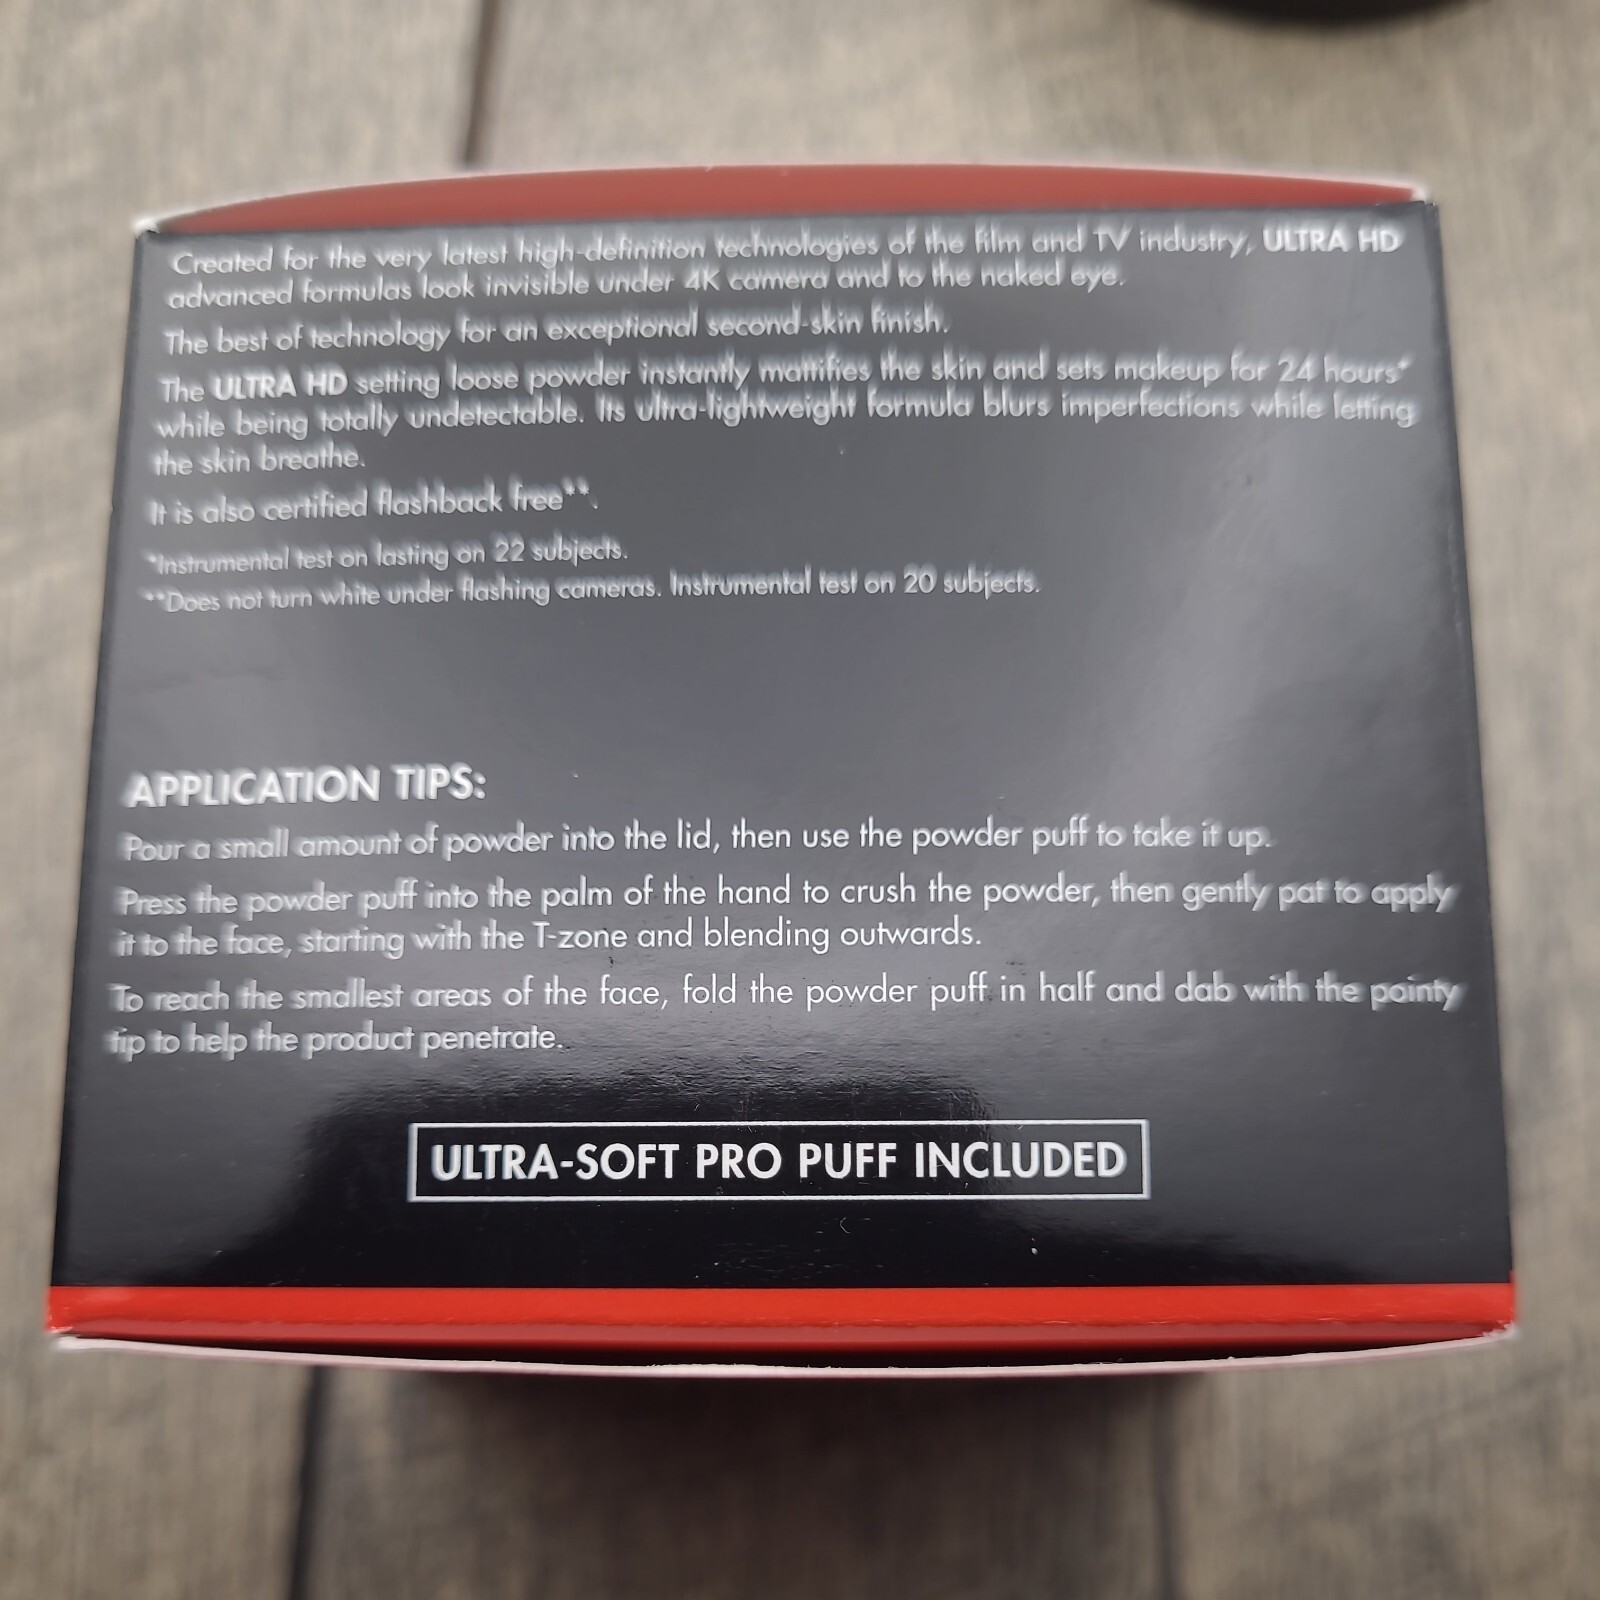 Created for the very latest high-definition technologies of the film and TV industry, ULTRA HD
advanced formulas look invisible under 4K camera and to the naked eye.
The best of technology for an exceptional second-skin finish.
The ULTRA HD setting loose powder instantly mattifies the skin and sets makeup for 24 hours*
while being totally undetectable. Its ultra-lightweight formula blurs imperfections while letting
the skin breathe.
It is also certified flashback free**.
*Instrumental test on lasting on 22 subjects.
**Does not turn white under flashing cameras. Instrumental test on 20 subjects.
APPLICATION TIPS:
Pour a small amount of powder into the lid, then use the powder puff to take it up.
Press the powder puff into the palm of the hand to crush the powder, then gently pat to apply
it to the face, starting with the T-zone and blending outwards.
To reach the smallest areas of the face, fold the powder puff in half and dab with the pointy
tip to help the product penetrate.
ULTRA-SOFT PRO PUFF INCLUDED